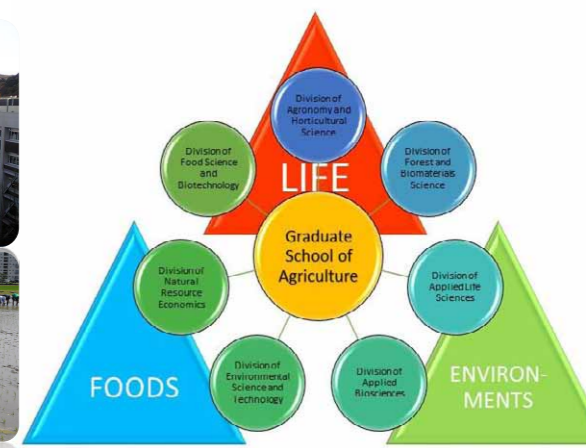 Division of
Agronomy and
Horticultural
Science
Division of
Food Science
and
Biotechnology
LIFE
Division of
Forest and
Biomaterials
Science
Graduate
School of
Agriculture
Division of
Natural
Resource
Economics
Division of
Applied Life
Sciences
FOODS
Division of
Environmental
Science and
Technology
Division of
Applied
Biosciences
ENVIRON-
MENTS